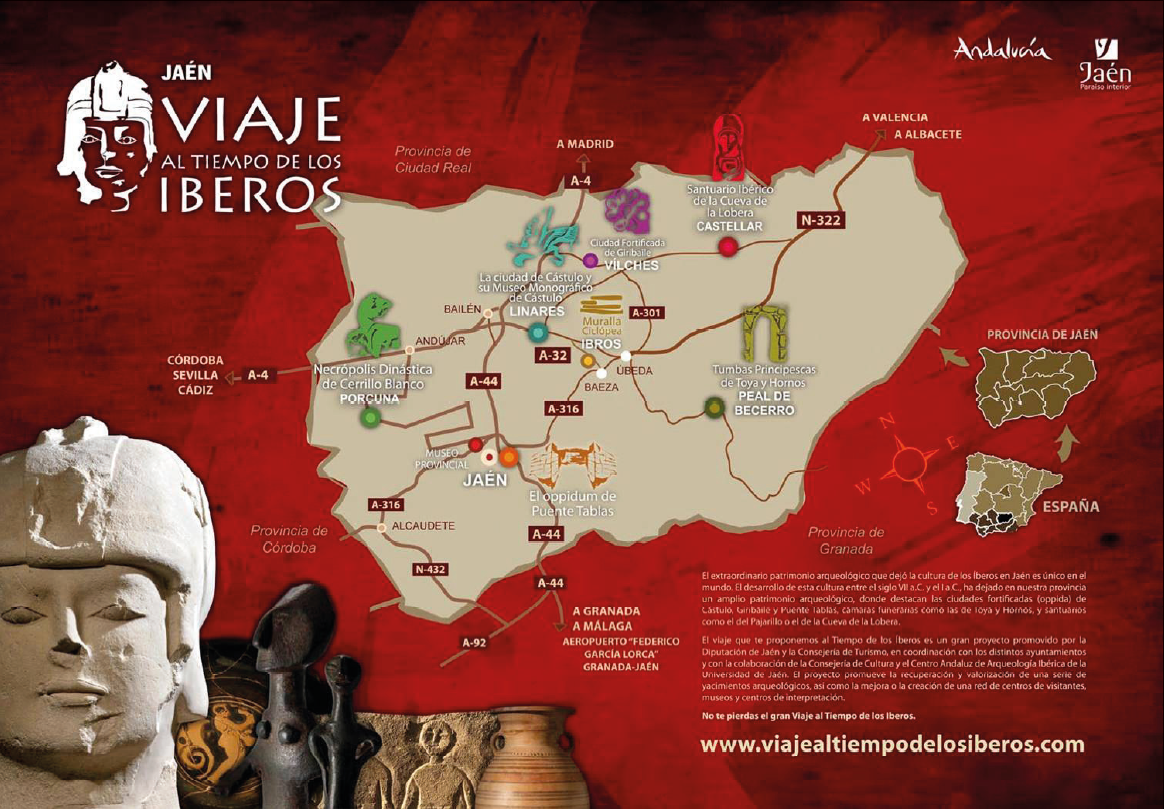 JAÉN
VIAJE
AL TIEMPO DE LOS
IBEROS
Andalucía
Jaén
Paraíso interior
A VALENCIA
A ALBACETE
A MADRID
A-4
Provincia de
Ciudad Real
Santuario Ibérico
de la Cueva de
la Lobera
CASTELLAR
N-322
Ciudad Fortificada
de Giribaile
VILCHES
La ciudad de Cástulo y
su Museo Monográfico
de Cástulo
LINARES
BAILÉN
Muralla
Ciclópea
IBROS
A-301
ANDÚJAR
A-32
ÚBEDA
BAEZA
CÓRDOBA
SEVILLA
CÁDIZ
A-4
Necrópolis Dinástica
de Cerrillo Blanco
PORCUNA
A-44
Tumbas Principescas
de Toya y Hornos
PEAL DE
BECERRO
A-316
PROVINCIA DE JAÉN
N
E
W
S
ESPAÑA
MUSEO
PROVINCIAL
JAÉN
El oppidum de
Puente Tablas
A-316
ALCAUDETE
A-44
Provincia de
Córdoba
Provincia de
Granada
N-432
A-44
A-92
A GRANADA
A MÁLAGA
AEROPUERTO "FEDERICO
GARCÍA LORCA"
GRANADA-JAÉN
El extraordinario patrimonio arqueológico que dejó la cultura de los Íberos en Jaén es único en el
mundo. El desarrollo de esta cultura entre el siglo VII a.C. y el I a.C., ha dejado en nuestra provincia
un amplio patrimonio arqueológico, donde destacan las ciudades fortificadas (oppida) de
Cástulo, Giribaile y Puente Tablas, cámaras funerarias como las de Toya y Hornos, y santuarios
como el del Pajarillo o el de la Cueva de la Lobera.
El viaje que te proponemos al Tiempo de los Íberos es un gran proyecto promovido por la
Diputación de Jaén y la Consejería de Turismo, en coordinación con los distintos ayuntamientos
y con la colaboración de la Consejería de Cultura y el Centro Andaluz de Arqueología Ibérica de la
Universidad de Jaén. El proyecto promueve la recuperación y valorización de una serie de
yacimientos arqueológicos, así como la mejora o la creación de una red de centros de visitantes,
museos y centros de interpretación.
No te pierdas el gran Viaje al Tiempo de los Iberos.
www.viajealtiempodelosiberos.com